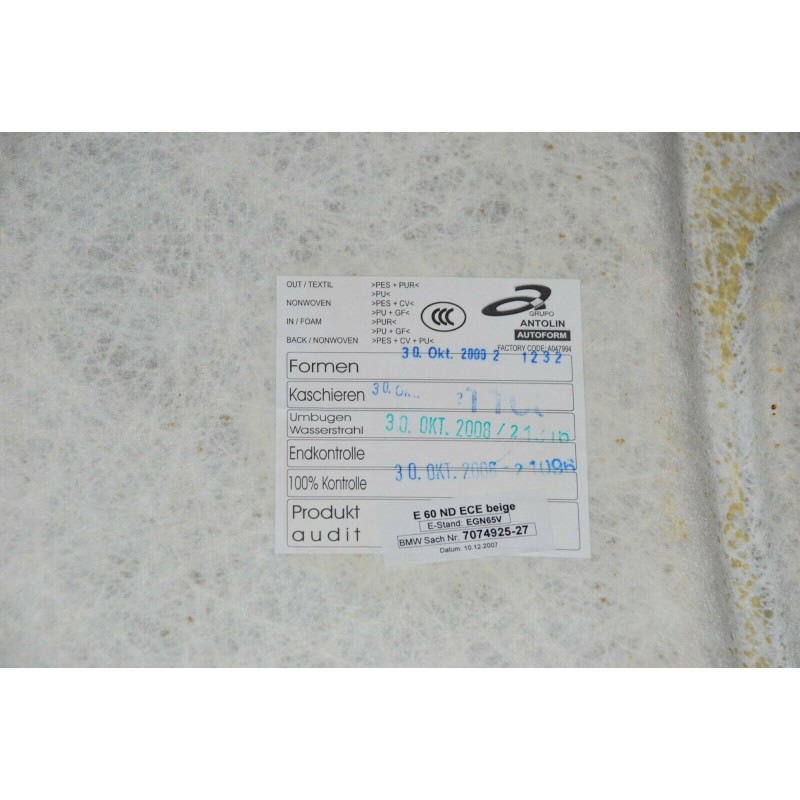 OUT / TEXTIL >PES + PUR<
>PU<
NONWOVEN >PES + CV<
>PU + GF<
IN / FOAM >PUR<
>PU + GF<
BACK / NONWOVEN >PES + CV + PU<
CCC
GRUPO
ANTOLIN
AUTOFORM
FACTORY CODE: A047994
Formen 30. Okt. 2008 2 1232
Kaschieren 30.
Umbugen
Wasserstrahl 30. OKT. 2008 /
Endkontrolle
100% Kontrolle 30. OKT. 2008
Produkt
audit
E 60 ND ECE beige
E-Stand: EGN65V
BMW Sach Nr: 7074925-27
Datum: 10.12.2007